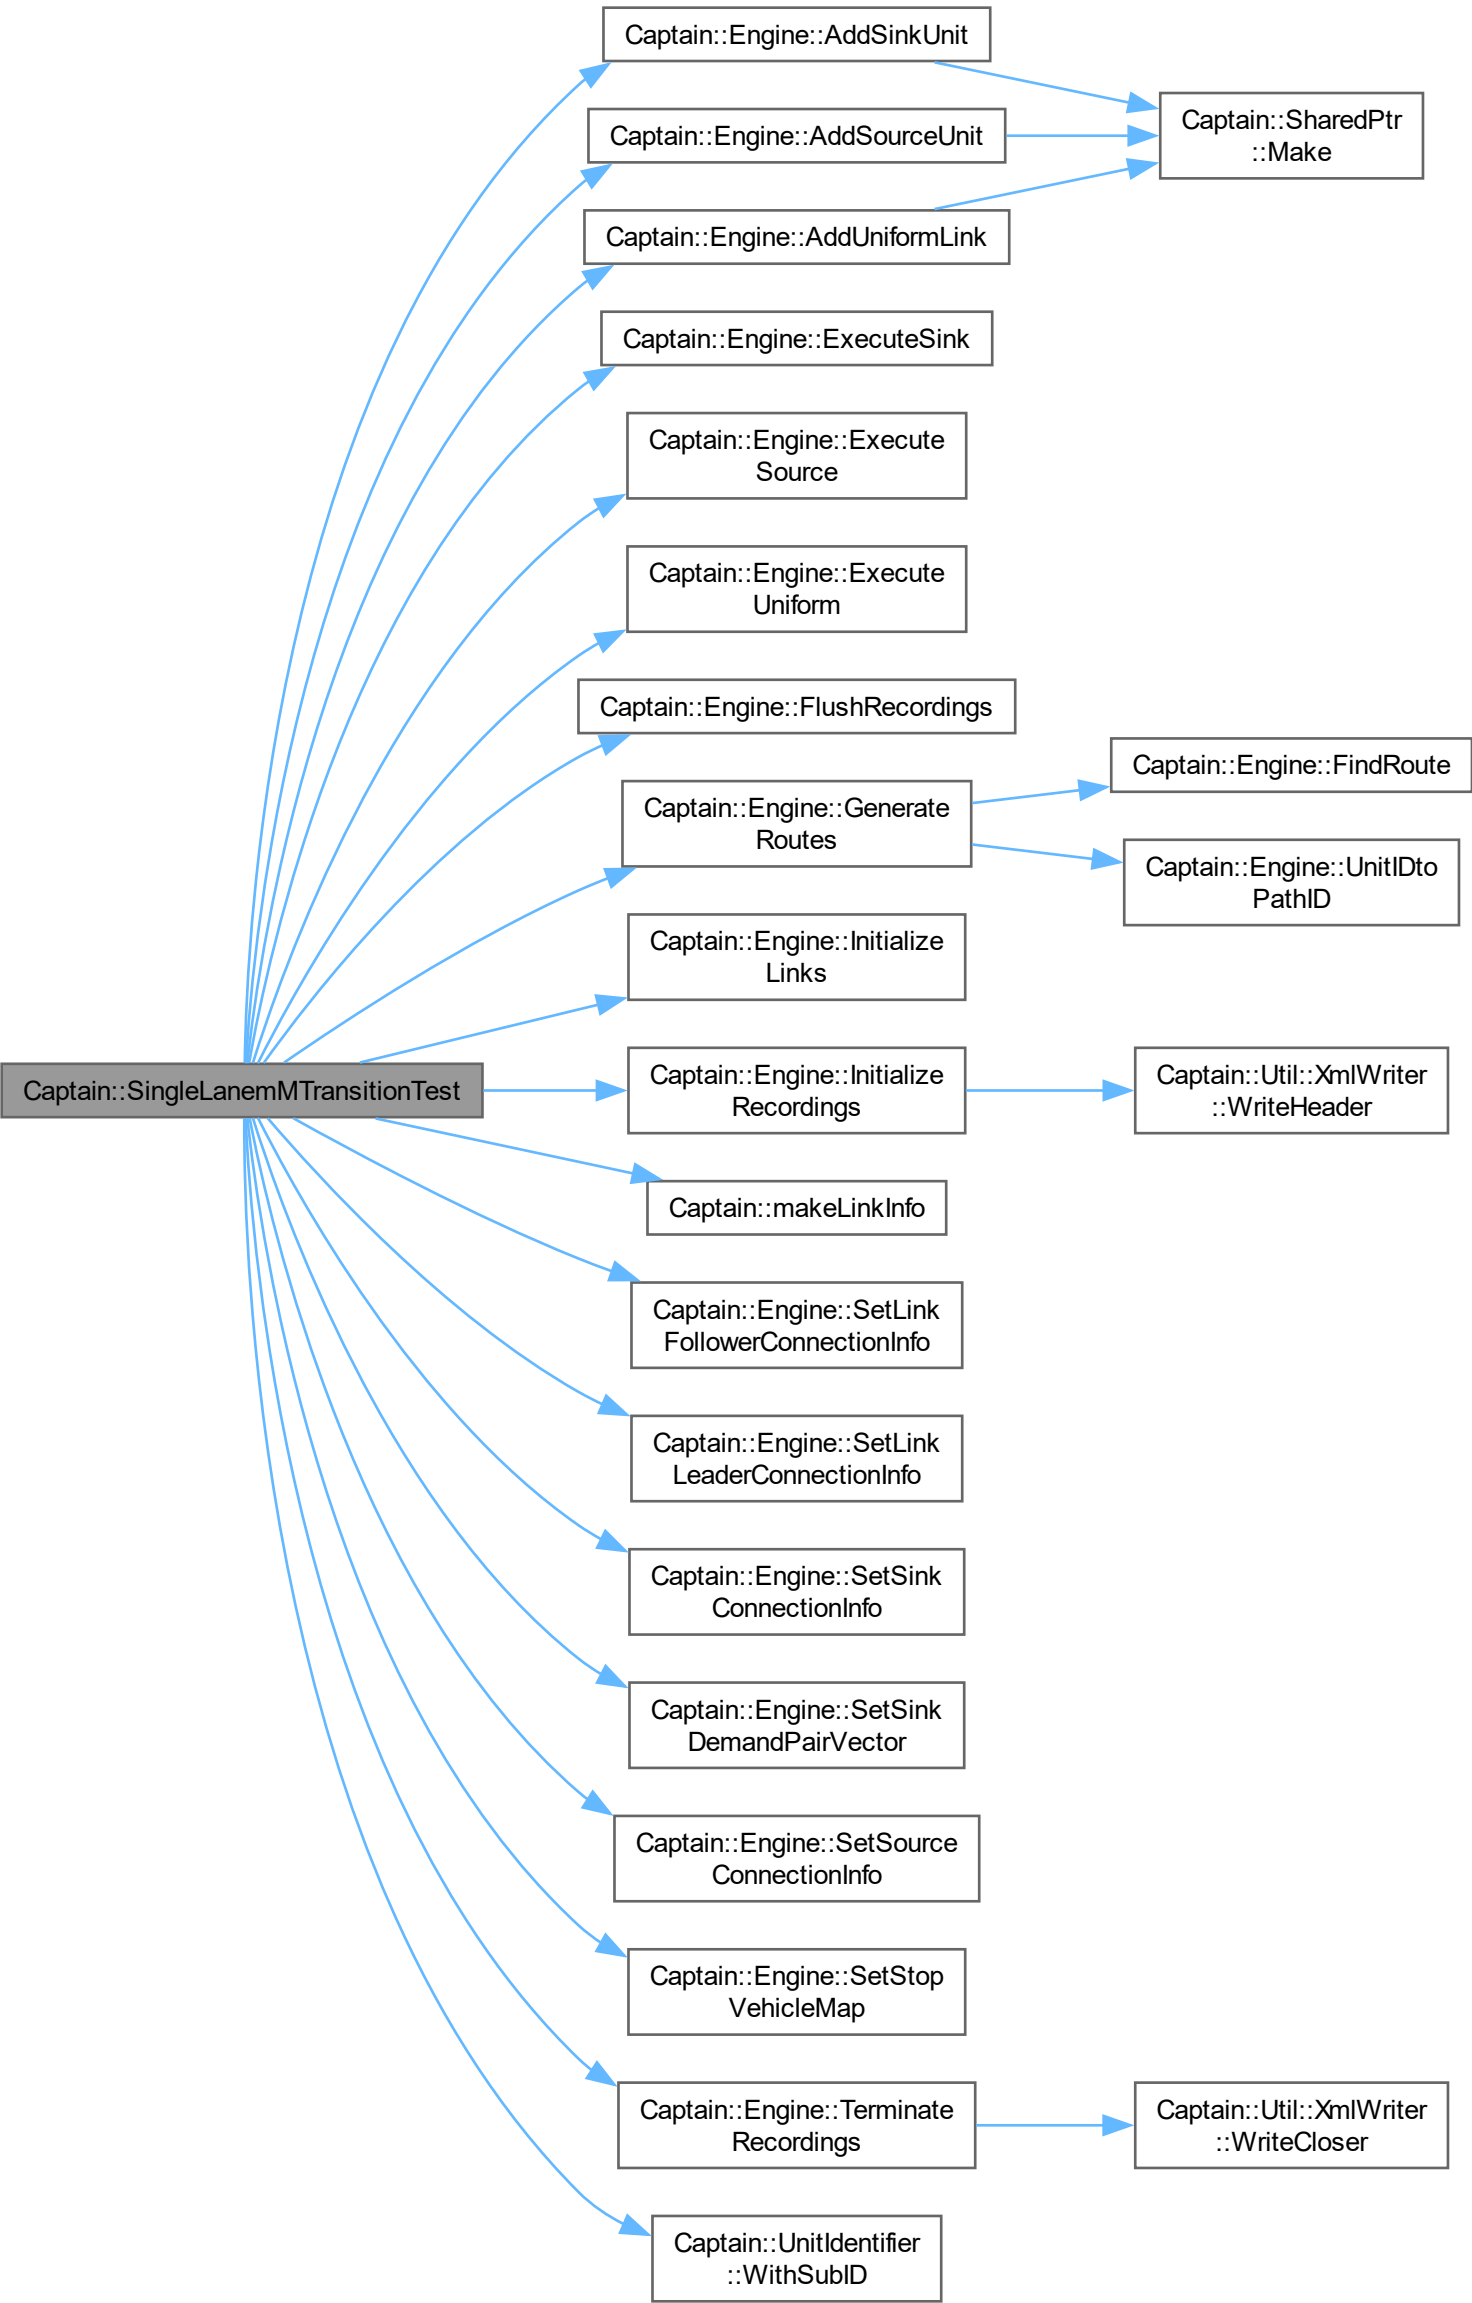 Captain::Engine::AddSinkUnit
Captain::Engine::AddSourceUnit
Captain::SharedPtr
::Make
Captain::Engine::AddUniformLink
Captain::Engine::ExecuteSink
Captain::Engine::Execute
Source
Captain::Engine::Execute
Uniform
Captain::Engine::FlushRecordings
Captain::Engine::FindRoute
Captain::Engine::Generate
Routes
Captain::Engine::UnitIDto
PathID
Captain::Engine::Initialize
Links
Captain::SingleLanemMTransitionTest
Captain::Engine::Initialize
Recordings
Captain::Util::XmlWriter
::WriteHeader
Captain::makeLinkInfo
Captain::Engine::SetLink
FollowerConnectionInfo
Captain::Engine::SetLink
LeaderConnectionInfo
Captain::Engine::SetSink
ConnectionInfo
Captain::Engine::SetSink
DemandPairVector
Captain::Engine::SetSource
ConnectionInfo
Captain::Engine::SetStop
VehicleMap
Captain::Engine::Terminate
Recordings
Captain::Util::XmlWriter
::WriteCloser
Captain::UnitIdentifier
::WithSubID